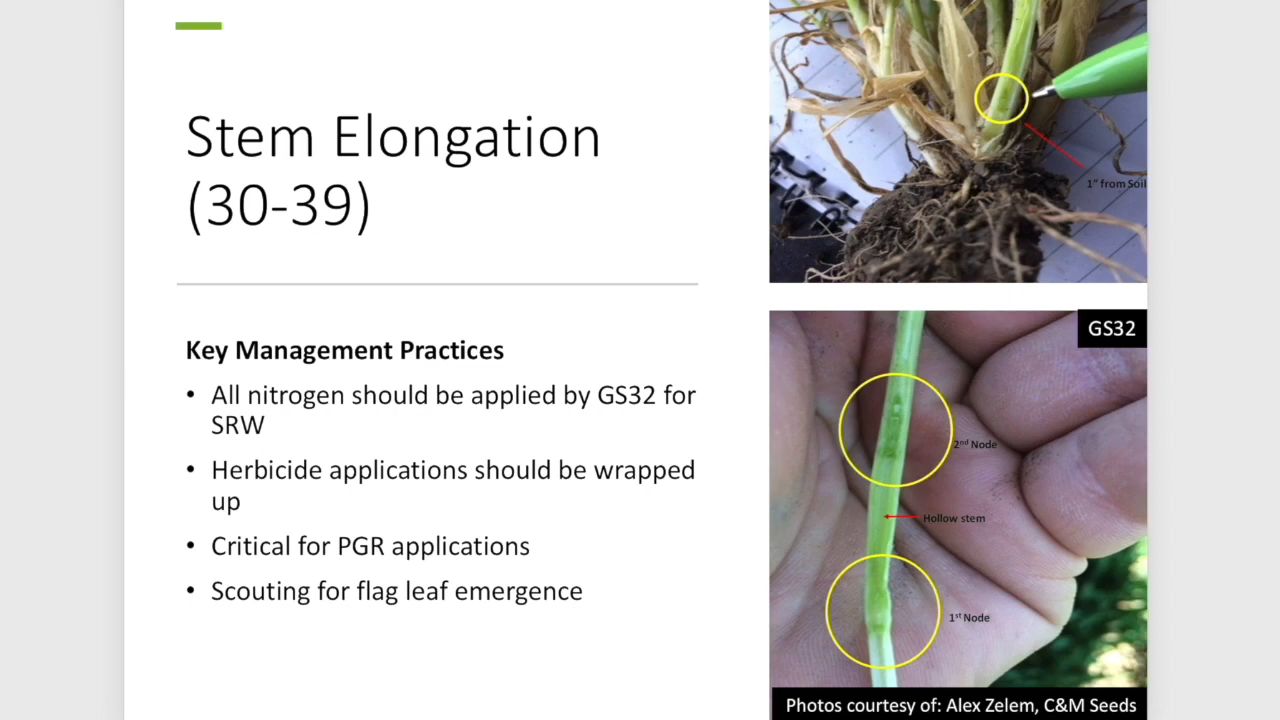 Stem Elongation
(30-39)
Key Management Practices
• All nitrogen should be applied by GS32 for
SRW
• Herbicide applications should be wrapped
up
• Critical for PGR applications
• Scouting for flag leaf emergence
1" from Soil
GS32
2nd Node
Hollow stem
1st Node
Photos courtesy of: Alex Zelem, C&M Seeds